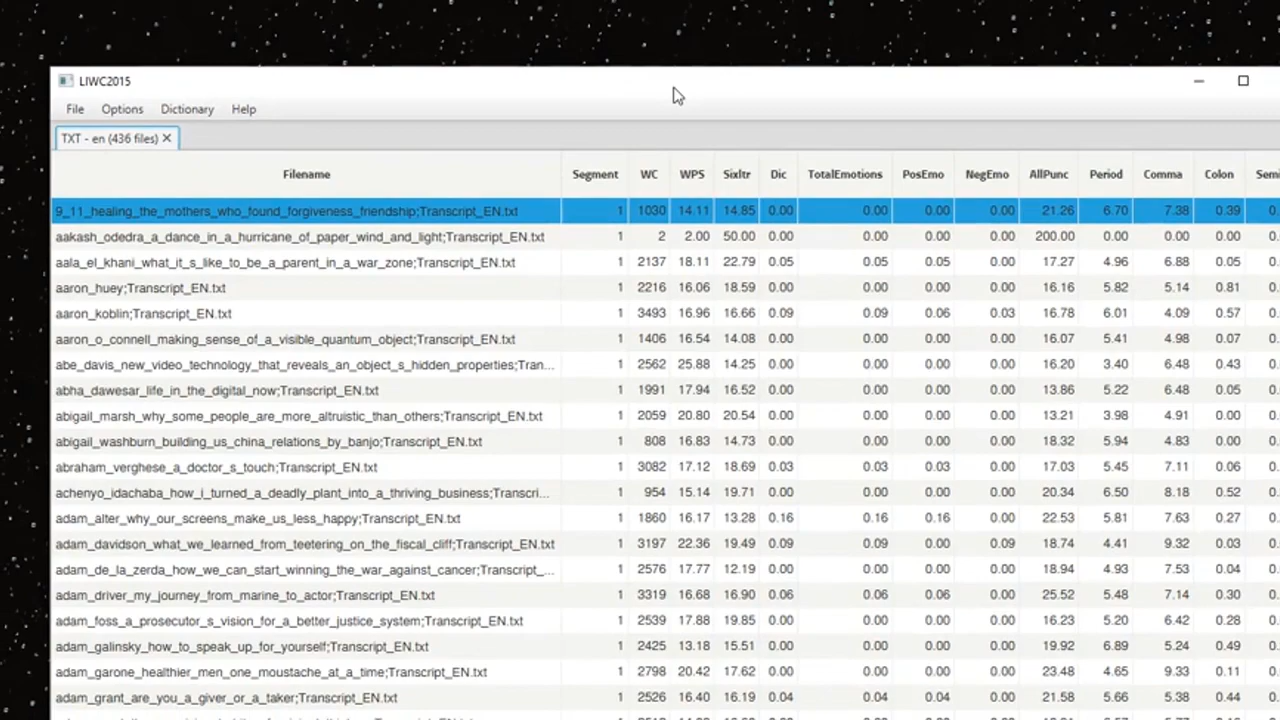 LIWC2015
File Options Dictionary Help
TXT - en (436 files) ✕
Filename Segment WC WPS Sixltr Dic TotalEmotions PosEmo NegEmo AllPunc Period Comma Colon Semi
9_11_healing_the_mothers_who_found_forgiveness_friendship;Transcript_EN.txt 1 1030 14.11 14.85 0.00 0.00 0.00 0.00 21.26 6.70 7.38 0.39 0.
aakash_odedra_a_dance_in_a_hurricane_of_paper_wind_and_light;Transcript_EN.txt 1 2 2.00 50.00 0.00 0.00 0.00 0.00 200.00 0.00 0.00 0.00 0.
aala_el_khani_what_it_s_like_to_be_a_parent_in_a_war_zone;Transcript_EN.txt 1 2137 18.11 22.79 0.05 0.05 0.05 0.00 17.27 4.96 6.88 0.05 0.
aaron_huey;Transcript_EN.txt 1 2216 16.06 18.59 0.00 0.00 0.00 0.00 16.16 5.82 5.14 0.81 0.
aaron_koblin;Transcript_EN.txt 1 3493 16.96 16.66 0.09 0.09 0.06 0.03 16.78 6.01 4.09 0.57 0.
aaron_o_connell_making_sense_of_a_visible_quantum_object;Transcript_EN.txt 1 1406 16.54 14.08 0.00 0.00 0.00 0.00 16.07 5.41 4.98 0.07 0.
abe_davis_new_video_technology_that_reveals_an_object_s_hidden_properties;Tran... 1 2562 25.88 14.25 0.00 0.00 0.00 0.00 16.20 3.40 6.48 0.43 0.
abha_dawesar_life_in_the_digital_now;Transcript_EN.txt 1 1991 17.94 16.52 0.00 0.00 0.00 0.00 13.86 5.22 6.48 0.05 0.
abigail_marsh_why_some_people_are_more_altruistic_than_others;Transcript_EN.txt 1 2059 20.80 20.54 0.00 0.00 0.00 0.00 13.21 3.98 4.91 0.00 0.
abigail_washburn_building_us_china_relations_by_banjo;Transcript_EN.txt 1 808 16.83 14.73 0.00 0.00 0.00 0.00 18.32 5.94 4.83 0.00 0.
abraham_verghese_a_doctor_s_touch;Transcript_EN.txt 1 3082 17.12 18.69 0.03 0.03 0.03 0.00 17.03 5.45 7.11 0.06 0.
achenyo_idachaba_how_i_turned_a_deadly_plant_into_a_thriving_business;Transcri... 1 954 15.14 19.71 0.00 0.00 0.00 0.00 20.34 6.50 8.18 0.52 0.
adam_alter_why_our_screens_make_us_less_happy;Transcript_EN.txt 1 1860 16.17 13.28 0.16 0.16 0.16 0.00 22.53 5.81 7.63 0.27 0.
adam_davidson_what_we_learned_from_teetering_on_the_fiscal_cliff;Transcript_EN.txt 1 3197 22.36 19.49 0.09 0.09 0.00 0.09 18.74 4.41 9.32 0.03 0.
adam_de_la_zerda_how_we_can_start_winning_the_war_against_cancer;Transcript_... 1 2576 17.77 12.19 0.00 0.00 0.00 0.00 18.94 4.93 7.53 0.04 0.
adam_driver_my_journey_from_marine_to_actor;Transcript_EN.txt 1 3319 16.68 16.90 0.06 0.06 0.06 0.00 25.52 5.48 7.14 0.30 0.
adam_foss_a_prosecutor_s_vision_for_a_better_justice_system;Transcript_EN.txt 1 2539 17.88 19.85 0.00 0.00 0.00 0.00 16.23 5.20 6.42 0.28 0.
adam_galinsky_how_to_speak_up_for_yourself;Transcript_EN.txt 1 2425 13.18 15.51 0.00 0.00 0.00 0.00 19.92 6.89 5.24 0.49 0.
adam_garone_healthier_men_one_moustache_at_a_time;Transcript_EN.txt 1 2798 20.42 17.62 0.00 0.00 0.00 0.00 23.48 4.65 9.33 0.11 0.
adam_grant_are_you_a_giver_or_a_taker;Transcript_EN.txt 1 2526 16.40 16.19 0.04 0.04 0.04 0.00 21.58 5.66 5.38 0.44 0.